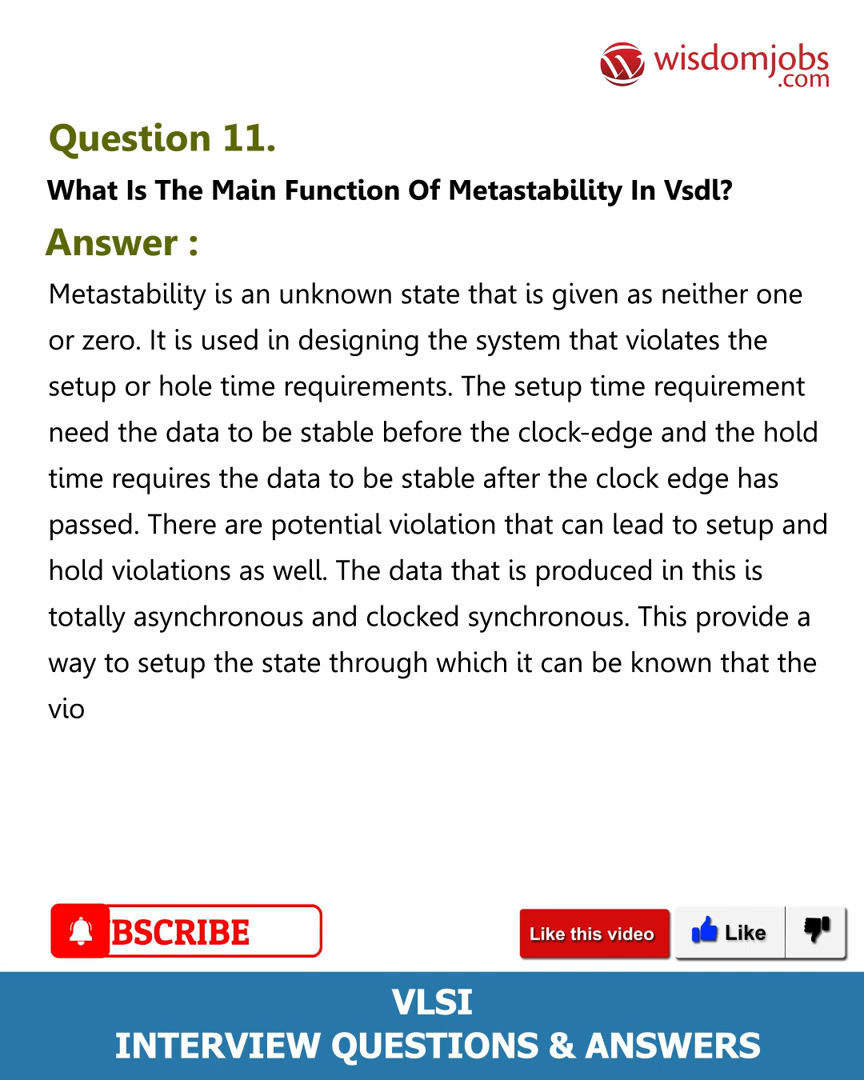 wisdomjobs
.com
Question 11.
What Is The Main Function Of Metastability In Vsdl?
Answer :
Metastability is an unknown state that is given as neither one
or zero. It is used in designing the system that violates the
setup or hole time requirements. The setup time requirement
need the data to be stable before the clock-edge and the hold
time requires the data to be stable after the clock edge has
passed. There are potential violation that can lead to setup and
hold violations as well. The data that is produced in this is
totally asynchronous and clocked synchronous. This provide a
way to setup the state through which it can be known that the
vio
BSCRIBE
Like this video
Like
VLSI
INTERVIEW QUESTIONS & ANSWERS